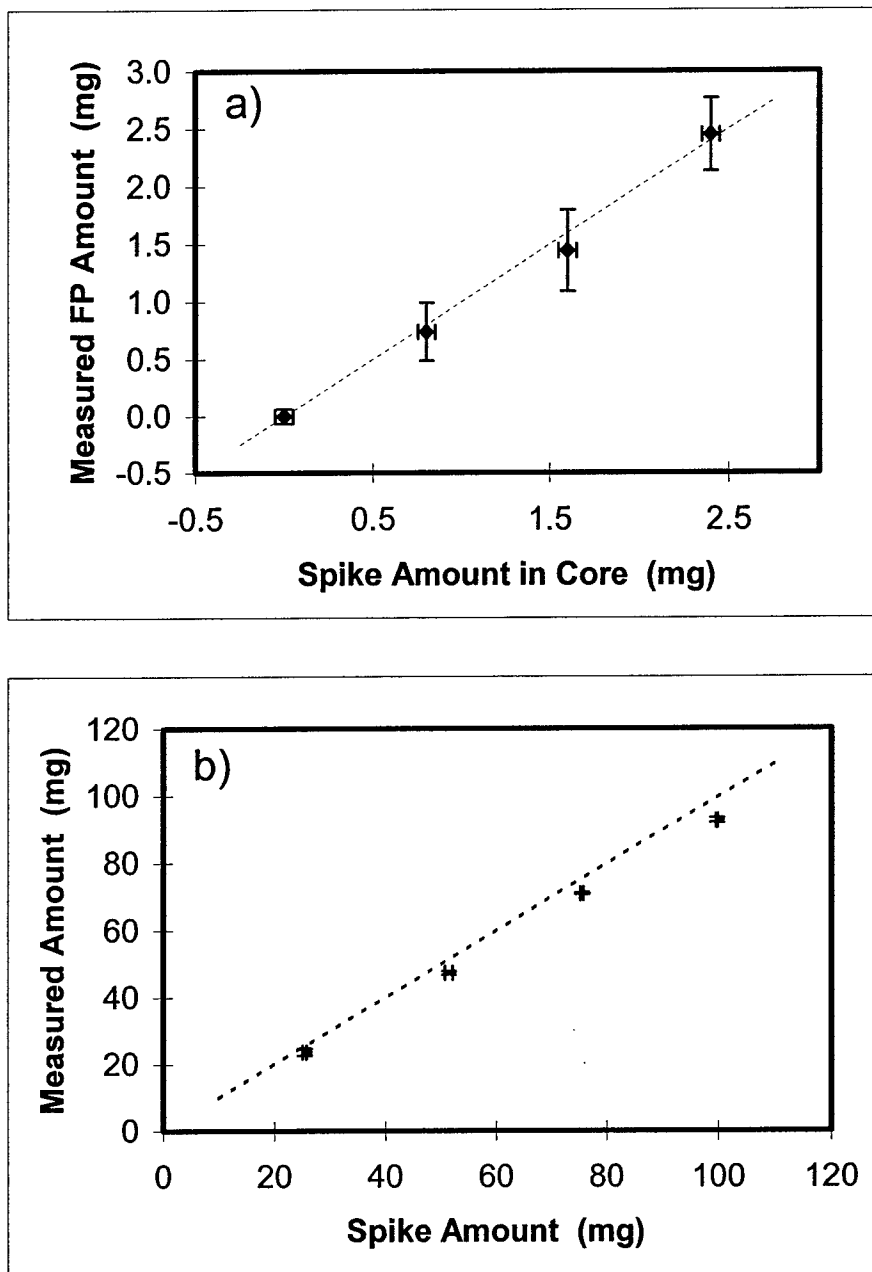 a)
Measured FP Amount (mg)
3.0
2.5
2.0
1.5
1.0
0.5
0.0
-0.5
-0.5 0.5 1.5 2.5
Spike Amount in Core (mg)
b)
Measured Amount (mg)
120
100
80
60
40
20
0
0 20 40 60 80 100 120
Spike Amount (mg)